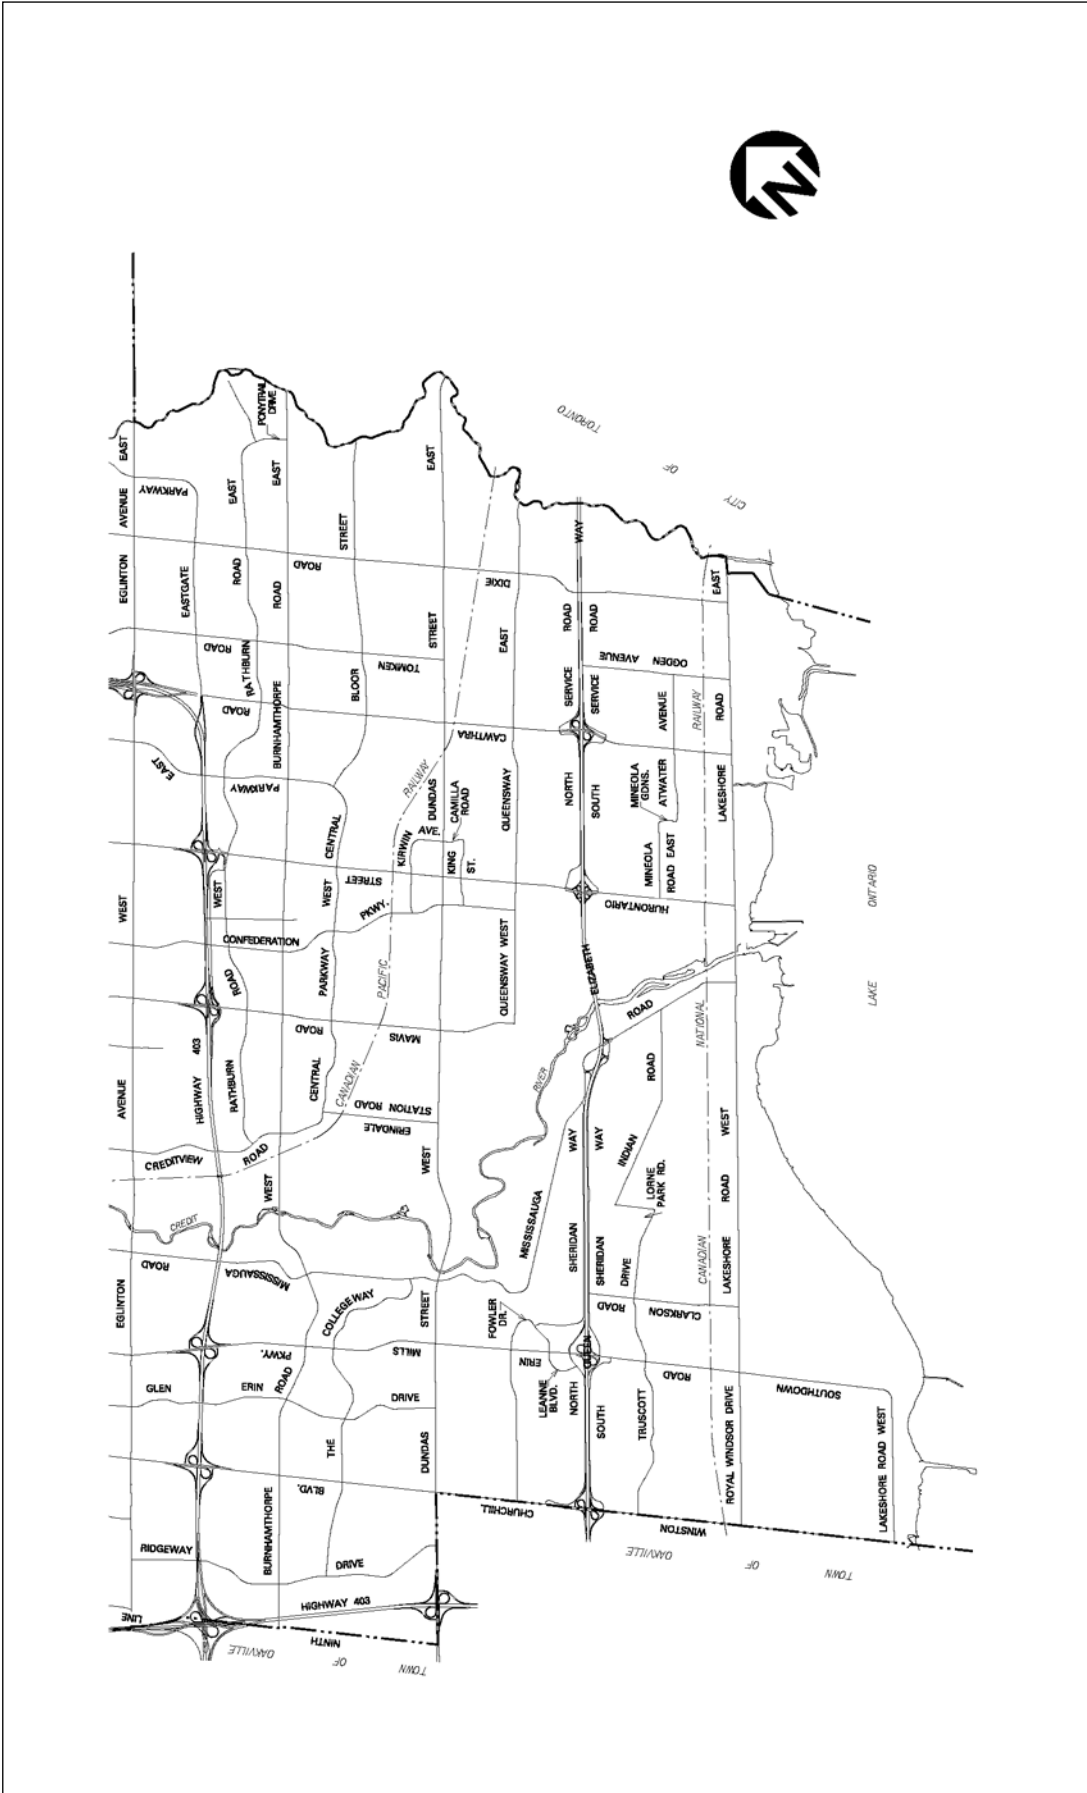 N
TORONTO
OF
CITY
EGLINTON
AVENUE
EAST
PARKWAY
EASTGATE
PONYTRAIL
DRIVE
RATHBURN
ROAD
EAST
BURNHAMTHORPE
ROAD
EAST
BLOOR
STREET
DUNDAS
STREET
EAST
DIXIE
ROAD
TOMKEN
ROAD
CAWTHRA
ROAD
QUEENSWAY
EAST
NORTH
SERVICE
ROAD
SOUTH
SERVICE
ROAD
WAY
OGDEN
AVENUE
ATWATER
AVENUE
MINEOLA
GDNS.
MINEOLA
ROAD EAST
LAKESHORE
ROAD
EAST
RAILWAY
CENTRAL
PARKWAY
EAST
KIRWIN
AVE.
CAMILLA
ROAD
KING
ST.
RAILWAY
HURONTARIO
STREET
WEST
WEST
CONFEDERATION
PKWY.
CENTRAL
PARKWAY
WEST
QUEENSWAY WEST
ELIZABETH
MAVIS
ROAD
CANADIAN
PACIFIC
RATHBURN
ROAD
HIGHWAY
403
AVENUE
CREDITVIEW
ROAD
ERINDALE
STATION ROAD
WEST
CREDIT
RIVER
MISSISSAUGA
ROAD
INDIAN
ROAD
LORNE
PARK RD.
NATIONAL
CANADIAN
LAKESHORE
ROAD
WEST
LAKE
ONTARIO
EGLINTON
MISSISSAUGA
ROAD
COLLEGEWAY
THE
DUNDAS
STREET
WEST
FOWLER
DR.
LEANNE
BLVD.
ERIN
MILLS
PKWY.
GLEN
ERIN
DRIVE
NORTH
SHERIDAN
WAY
SOUTH
SHERIDAN
WAY
QUEEN
TRUSCOTT
DRIVE
CLARKSON
ROAD
SOUTHDOWN
ROAD
ROYAL WINDSOR DRIVE
LAKESHORE ROAD WEST
WINSTON
CHURCHILL
BLVD.
BURNHAMTHORPE
ROAD
RIDGEWAY
DRIVE
HIGHWAY 403
NINTH
LINE
TOWN
OF
OAKVILLE
TOWN
OF
OAKVILLE